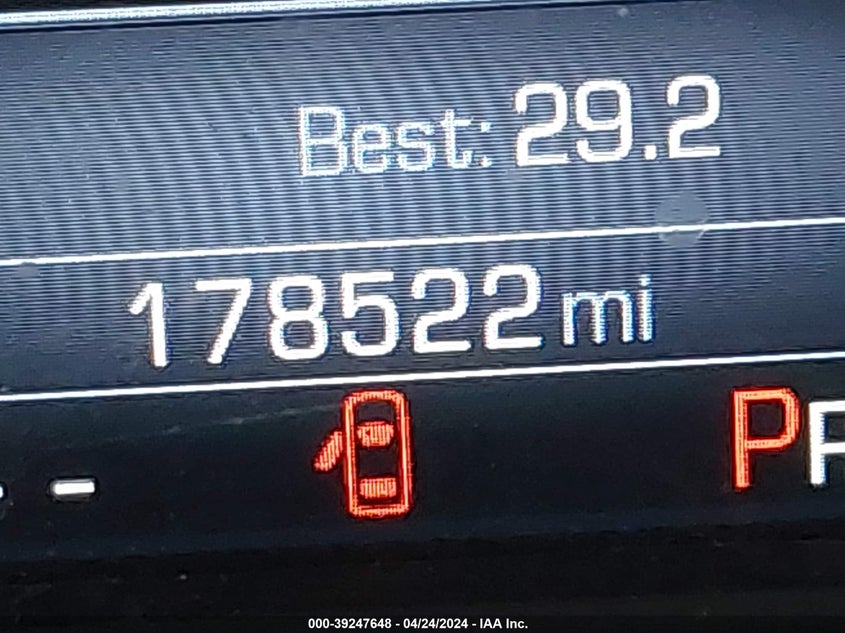 Best: 29.2
178522 mi
P
000-39247648 - 04/24/2024 - IAA Inc.